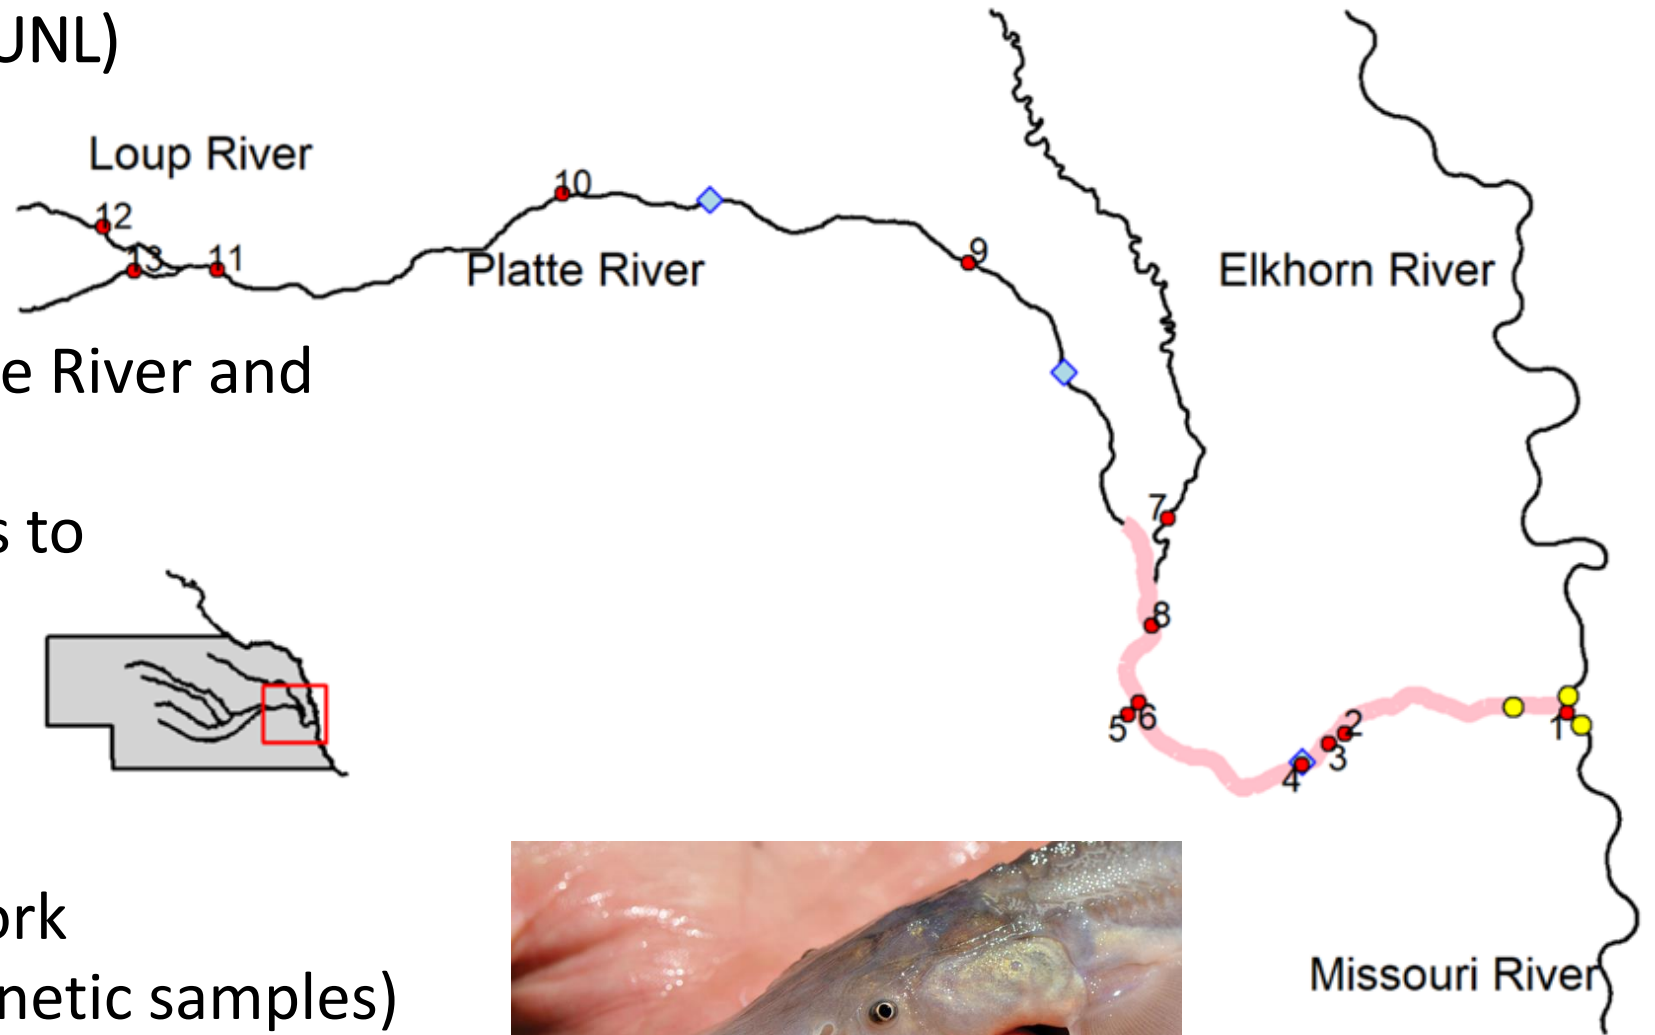 UNL)
Loup River
12
13
11
10
Platte River
9
Elkhorn River
e River and
7
s to
8
5
6
2
3
4
1
ork
netic samples)
Missouri River